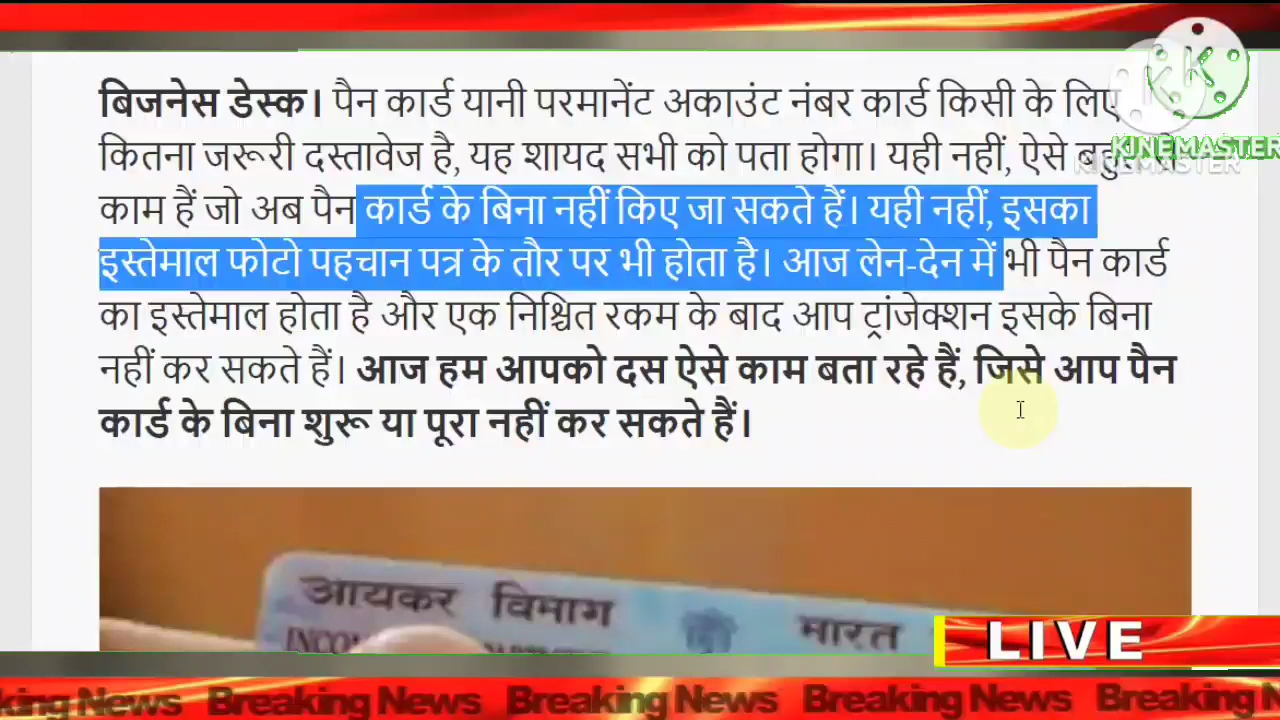 बिजनेस डेस्क। पैन कार्ड यानी परमानेंट अकाउंट नंबर कार्ड किसी के लिए
कितना जरूरी दस्तावेज है, यह शायद सभी को पता होगा। यही नहीं, ऐसे
काम हैं जो अब पैन कार्ड के बिना नहीं किए जा सकते हैं। यही नहीं, इसका
इस्तेमाल फोटो पहचान पत्र के तौर पर भी होता है। आज लेन-देन में भी पैन कार्ड
का इस्तेमाल होता है और एक निश्चित रकम के बाद आप ट्रांजेक्शन इसके बिना
नहीं कर सकते हैं। आज हम आपको दस ऐसे काम बता रहे हैं, जिसे आप पैन
कार्ड के बिना शुरू या पूरा नहीं कर सकते हैं।
KINEMASTER
KINEMASTER
आयकर विभाग भारत
LIVE
king News Breaking News Breaking News Breaking News Breaking N